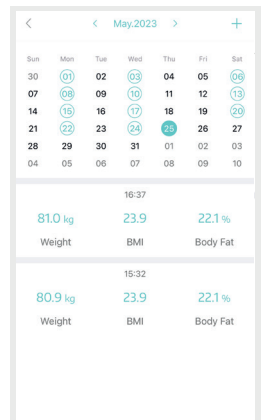 May.2023
Sun Mon Tue Wed Thu Fri Sat
30 01 02 03 04 05 06
07 08 09 10 11 12 13
14 15 16 17 18 19 20
21 22 23 24 25 26 27
28 29 30 31 01 02 03
04 05 06 07 08 09 10
16:37
81.0 kg 23.9 22.1 %
Weight BMI Body Fat
15:32
80.9 kg 23.9 22.1 %
Weight BMI Body Fat